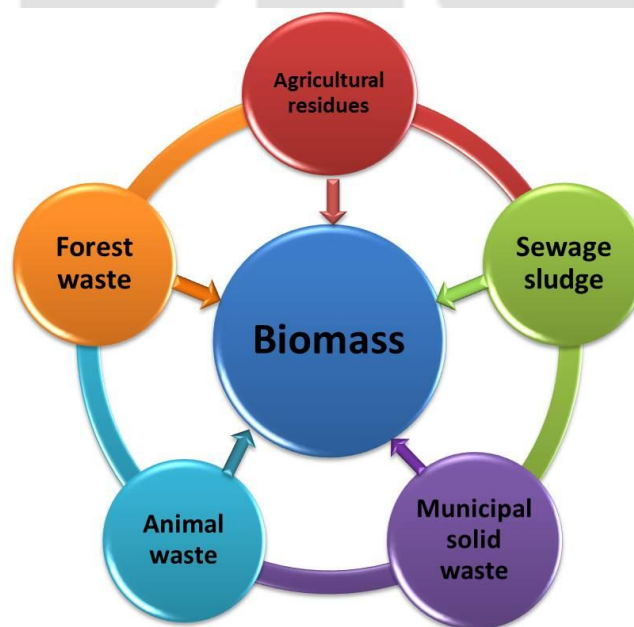 Agricultural
residues
Forest
waste
Sewage
sludge
Biomass
Animal
waste
Municipal
solid
waste